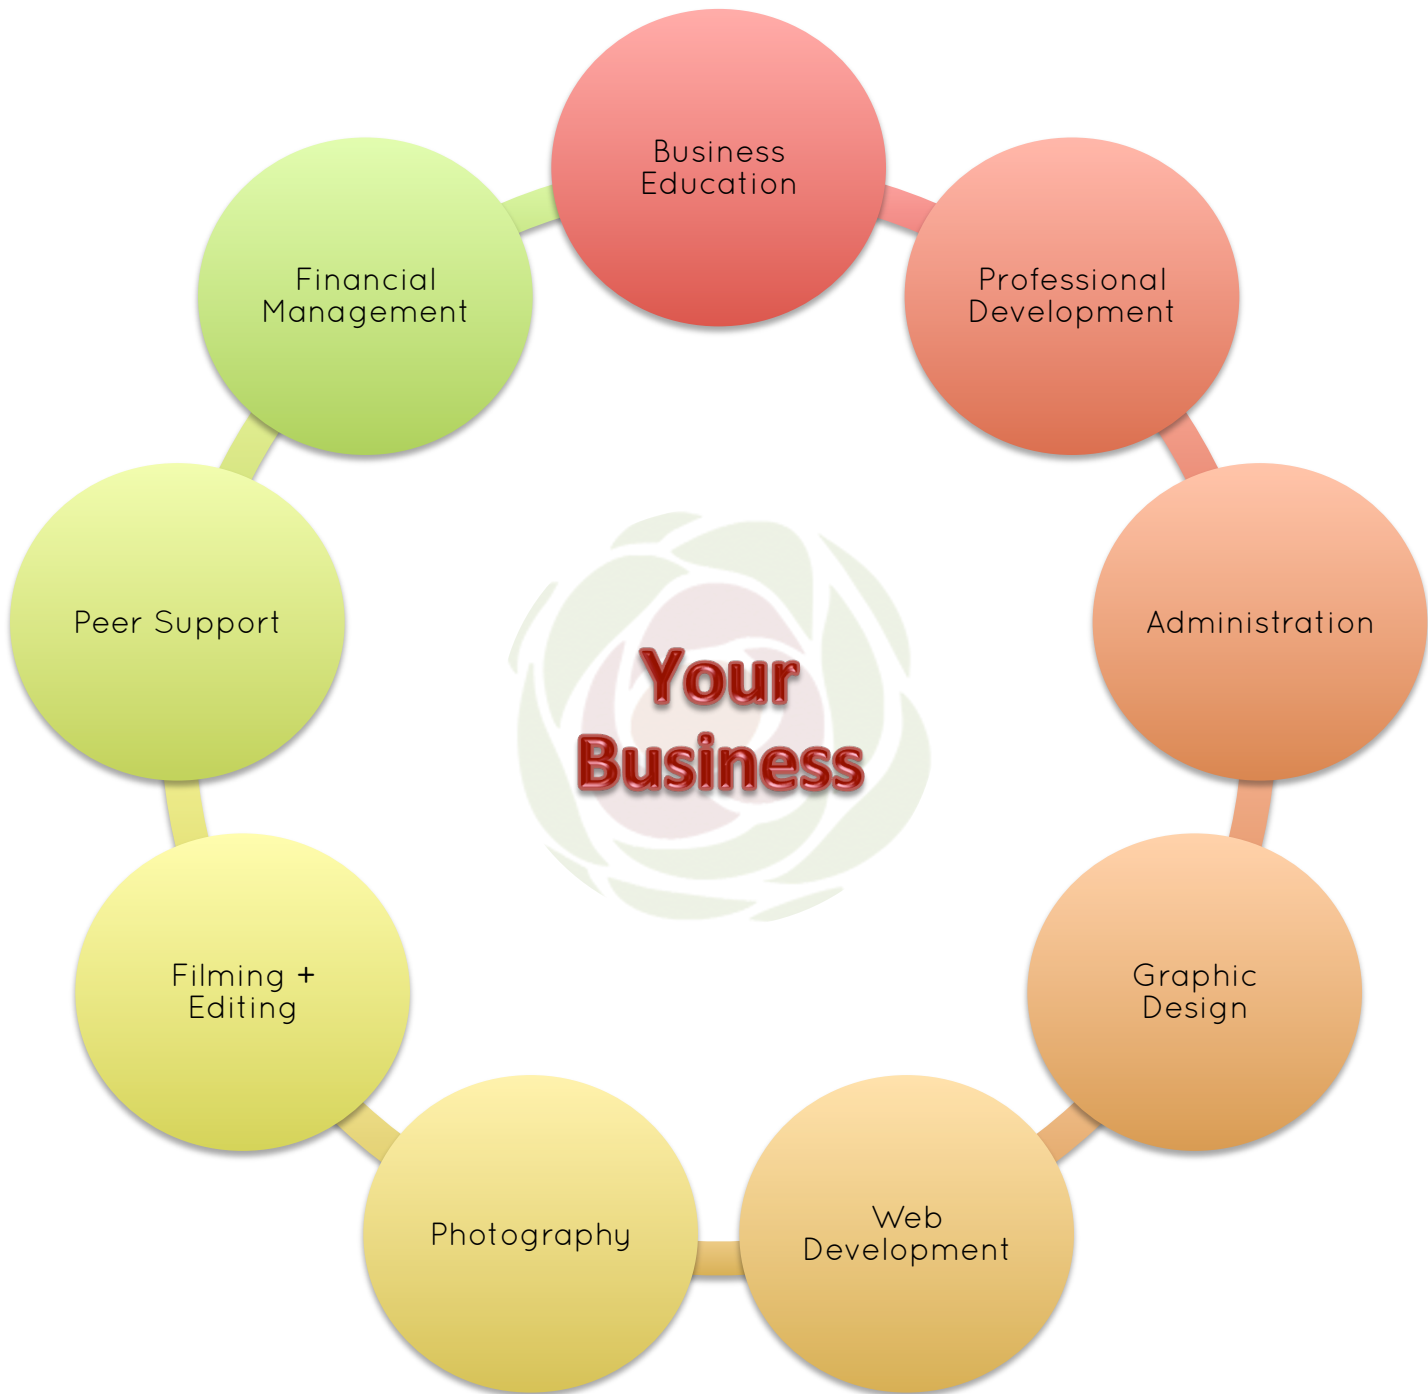 Business
Education
Professional
Development
Administration
Graphic
Design
Web
Development
Photography
Filming +
Editing
Peer Support
Financial
Management
Your
Business